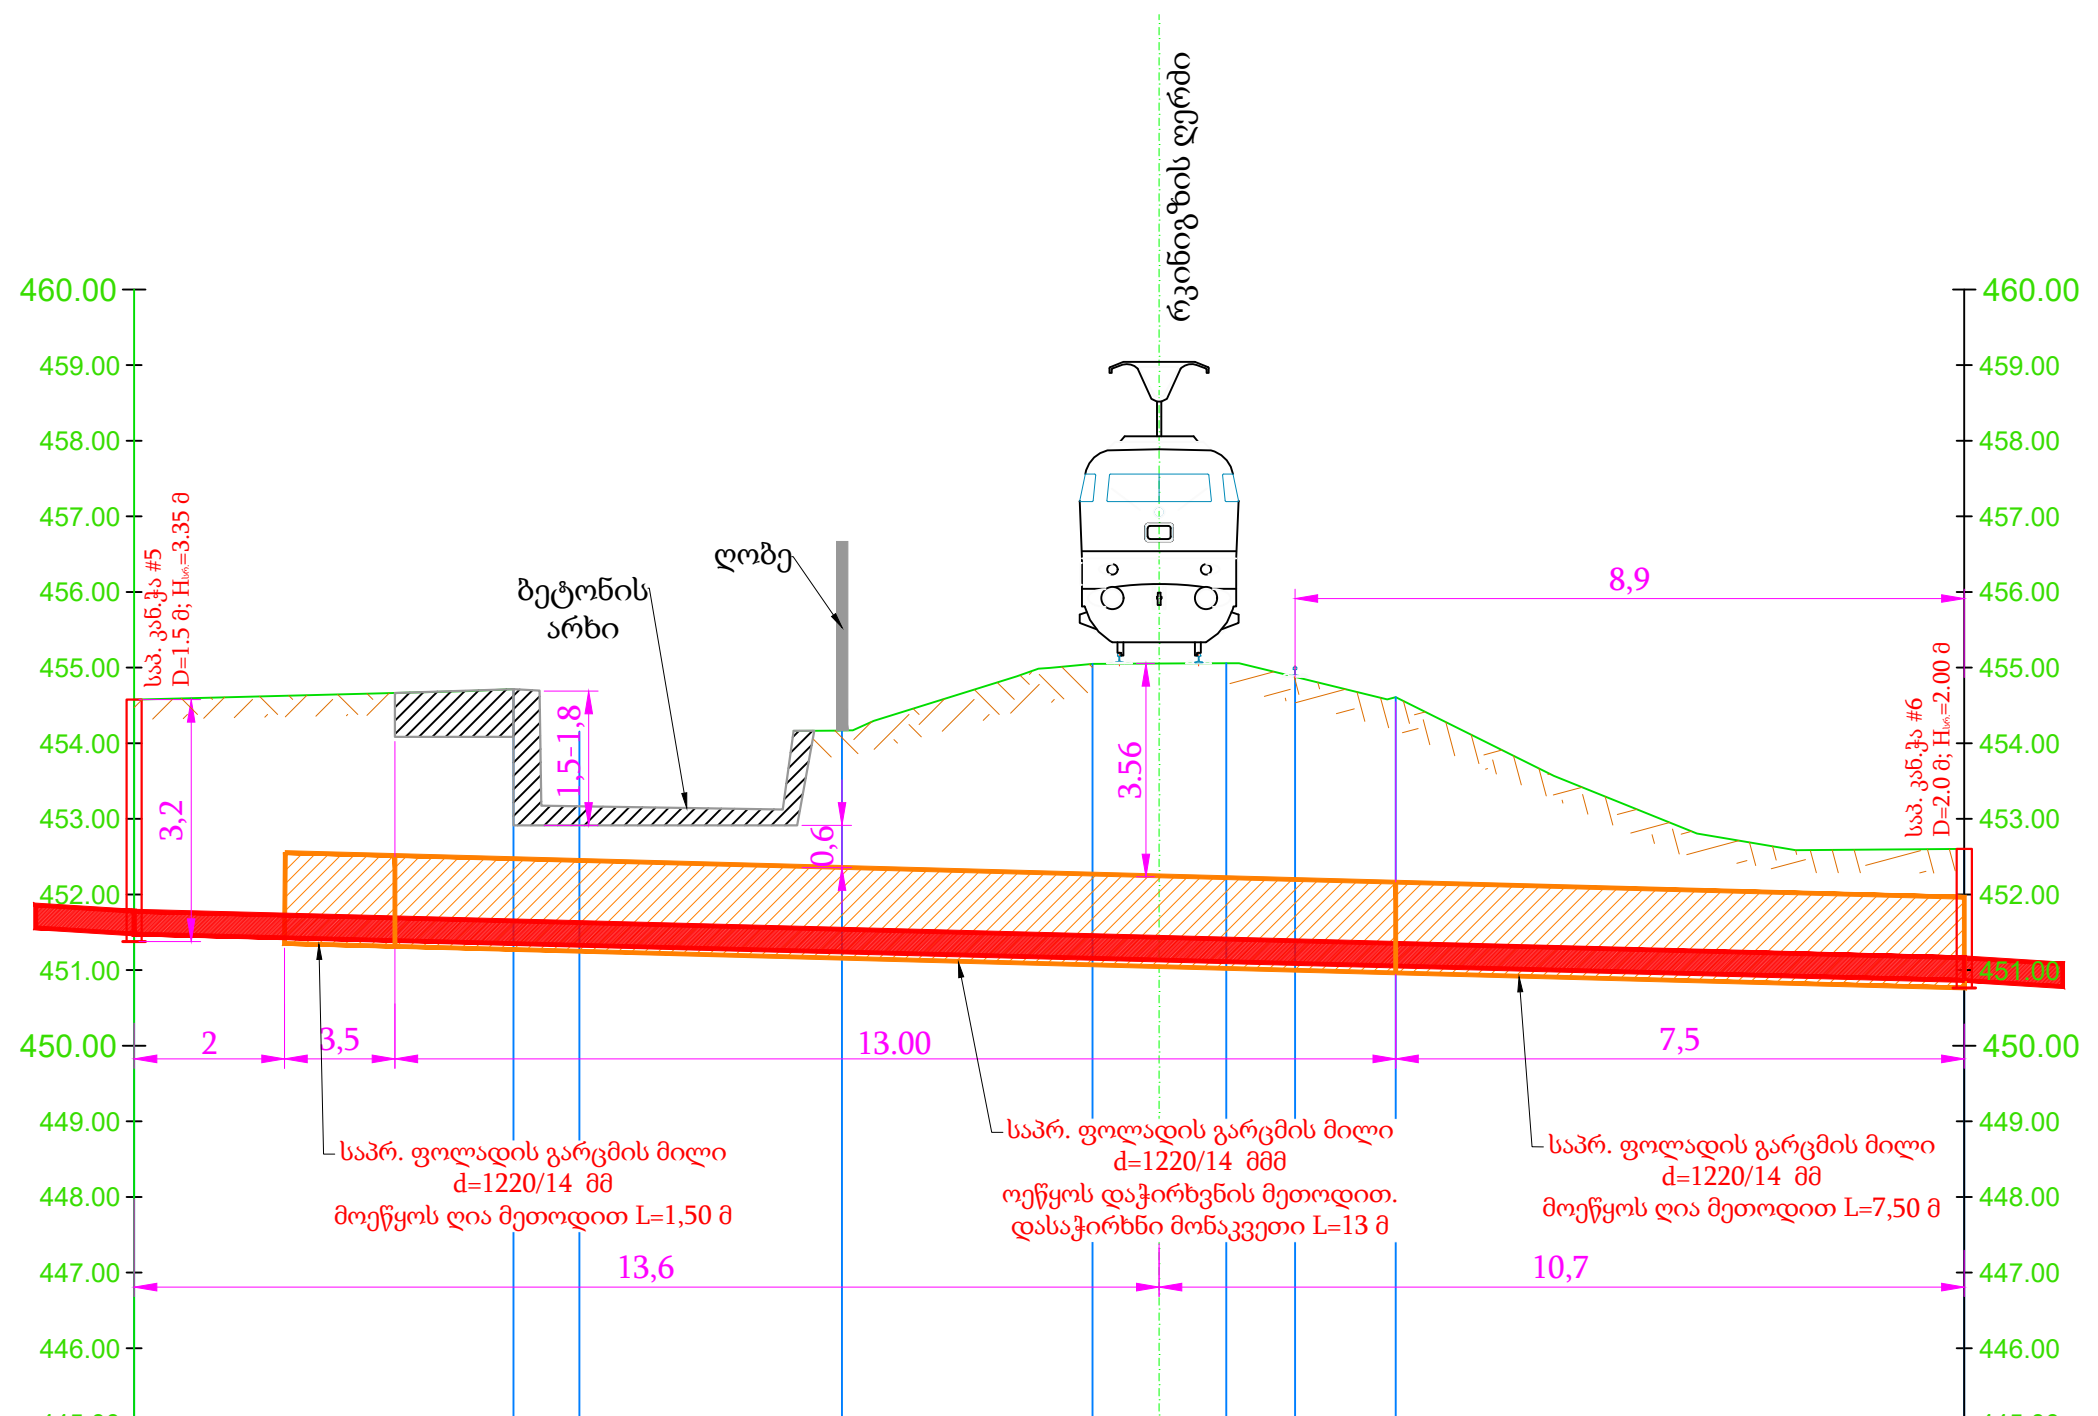 რკინიგზის ღერძი
460.00
459.00
458.00
457.00
456.00
455.00
454.00
453.00
452.00
451.00
450.00
449.00
448.00
447.00
446.00
460.00
459.00
458.00
457.00
456.00
455.00
454.00
453.00
452.00
451.00
450.00
449.00
448.00
447.00
446.00
საპ. კან.ჭა #5
D=1.5 მ; Hსრ.=3.35 მ
ღობე
ბეტონის
არხი
8,9
საპ. კან.ჭა #6
D=2.0 მ; Hსრ.=2.00 მ
1,5-1,8
3,2
0,6
3.56
2
3,5
13.00
7,5
საპრ. ფოლადის გარცმის მილი
d=1220/14 მმ
მოეწყოს ღია მეთოდით L=1,50 მ
საპრ. ფოლადის გარცმის მილი
d=1220/14 მმმ
ოეწყოს დაჭირხვნის მეთოდით.
დასაჭირხნი მონაკვეთი L=13 მ
საპრ. ფოლადის გარცმის მილი
d=1220/14 მმ
მოეწყოს ღია მეთოდით L=7,50 მ
13,6
10,7